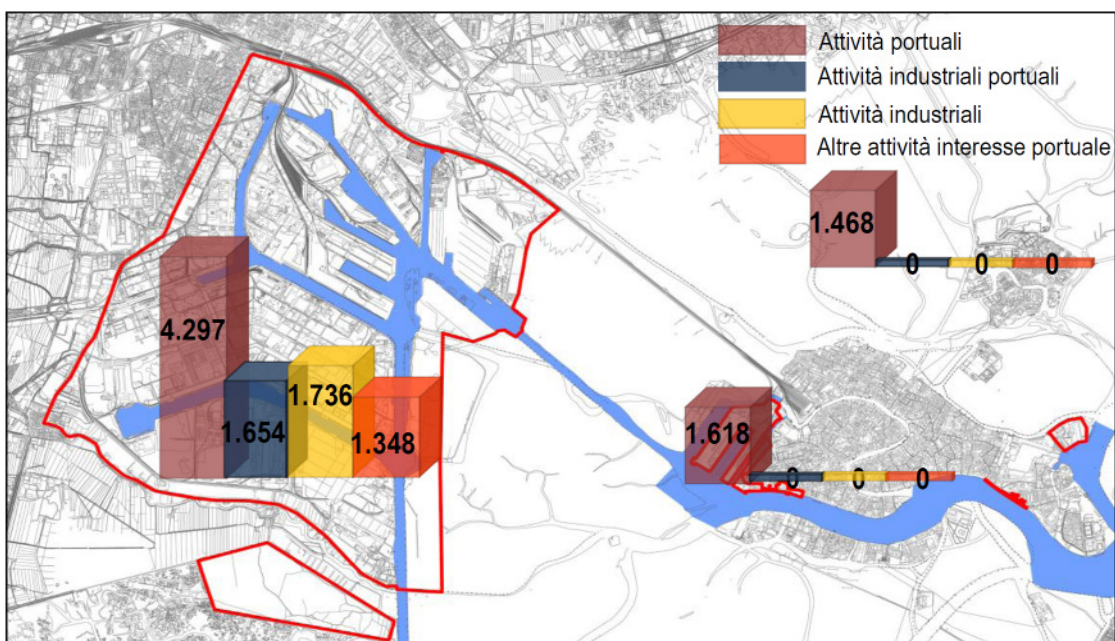 Attività portuali
Attività industriali portuali
Attività industriali
Altre attività interesse portuale
1.468
0 0 0
4.297
1.654
1.736
1.348
1.618
0 0 0